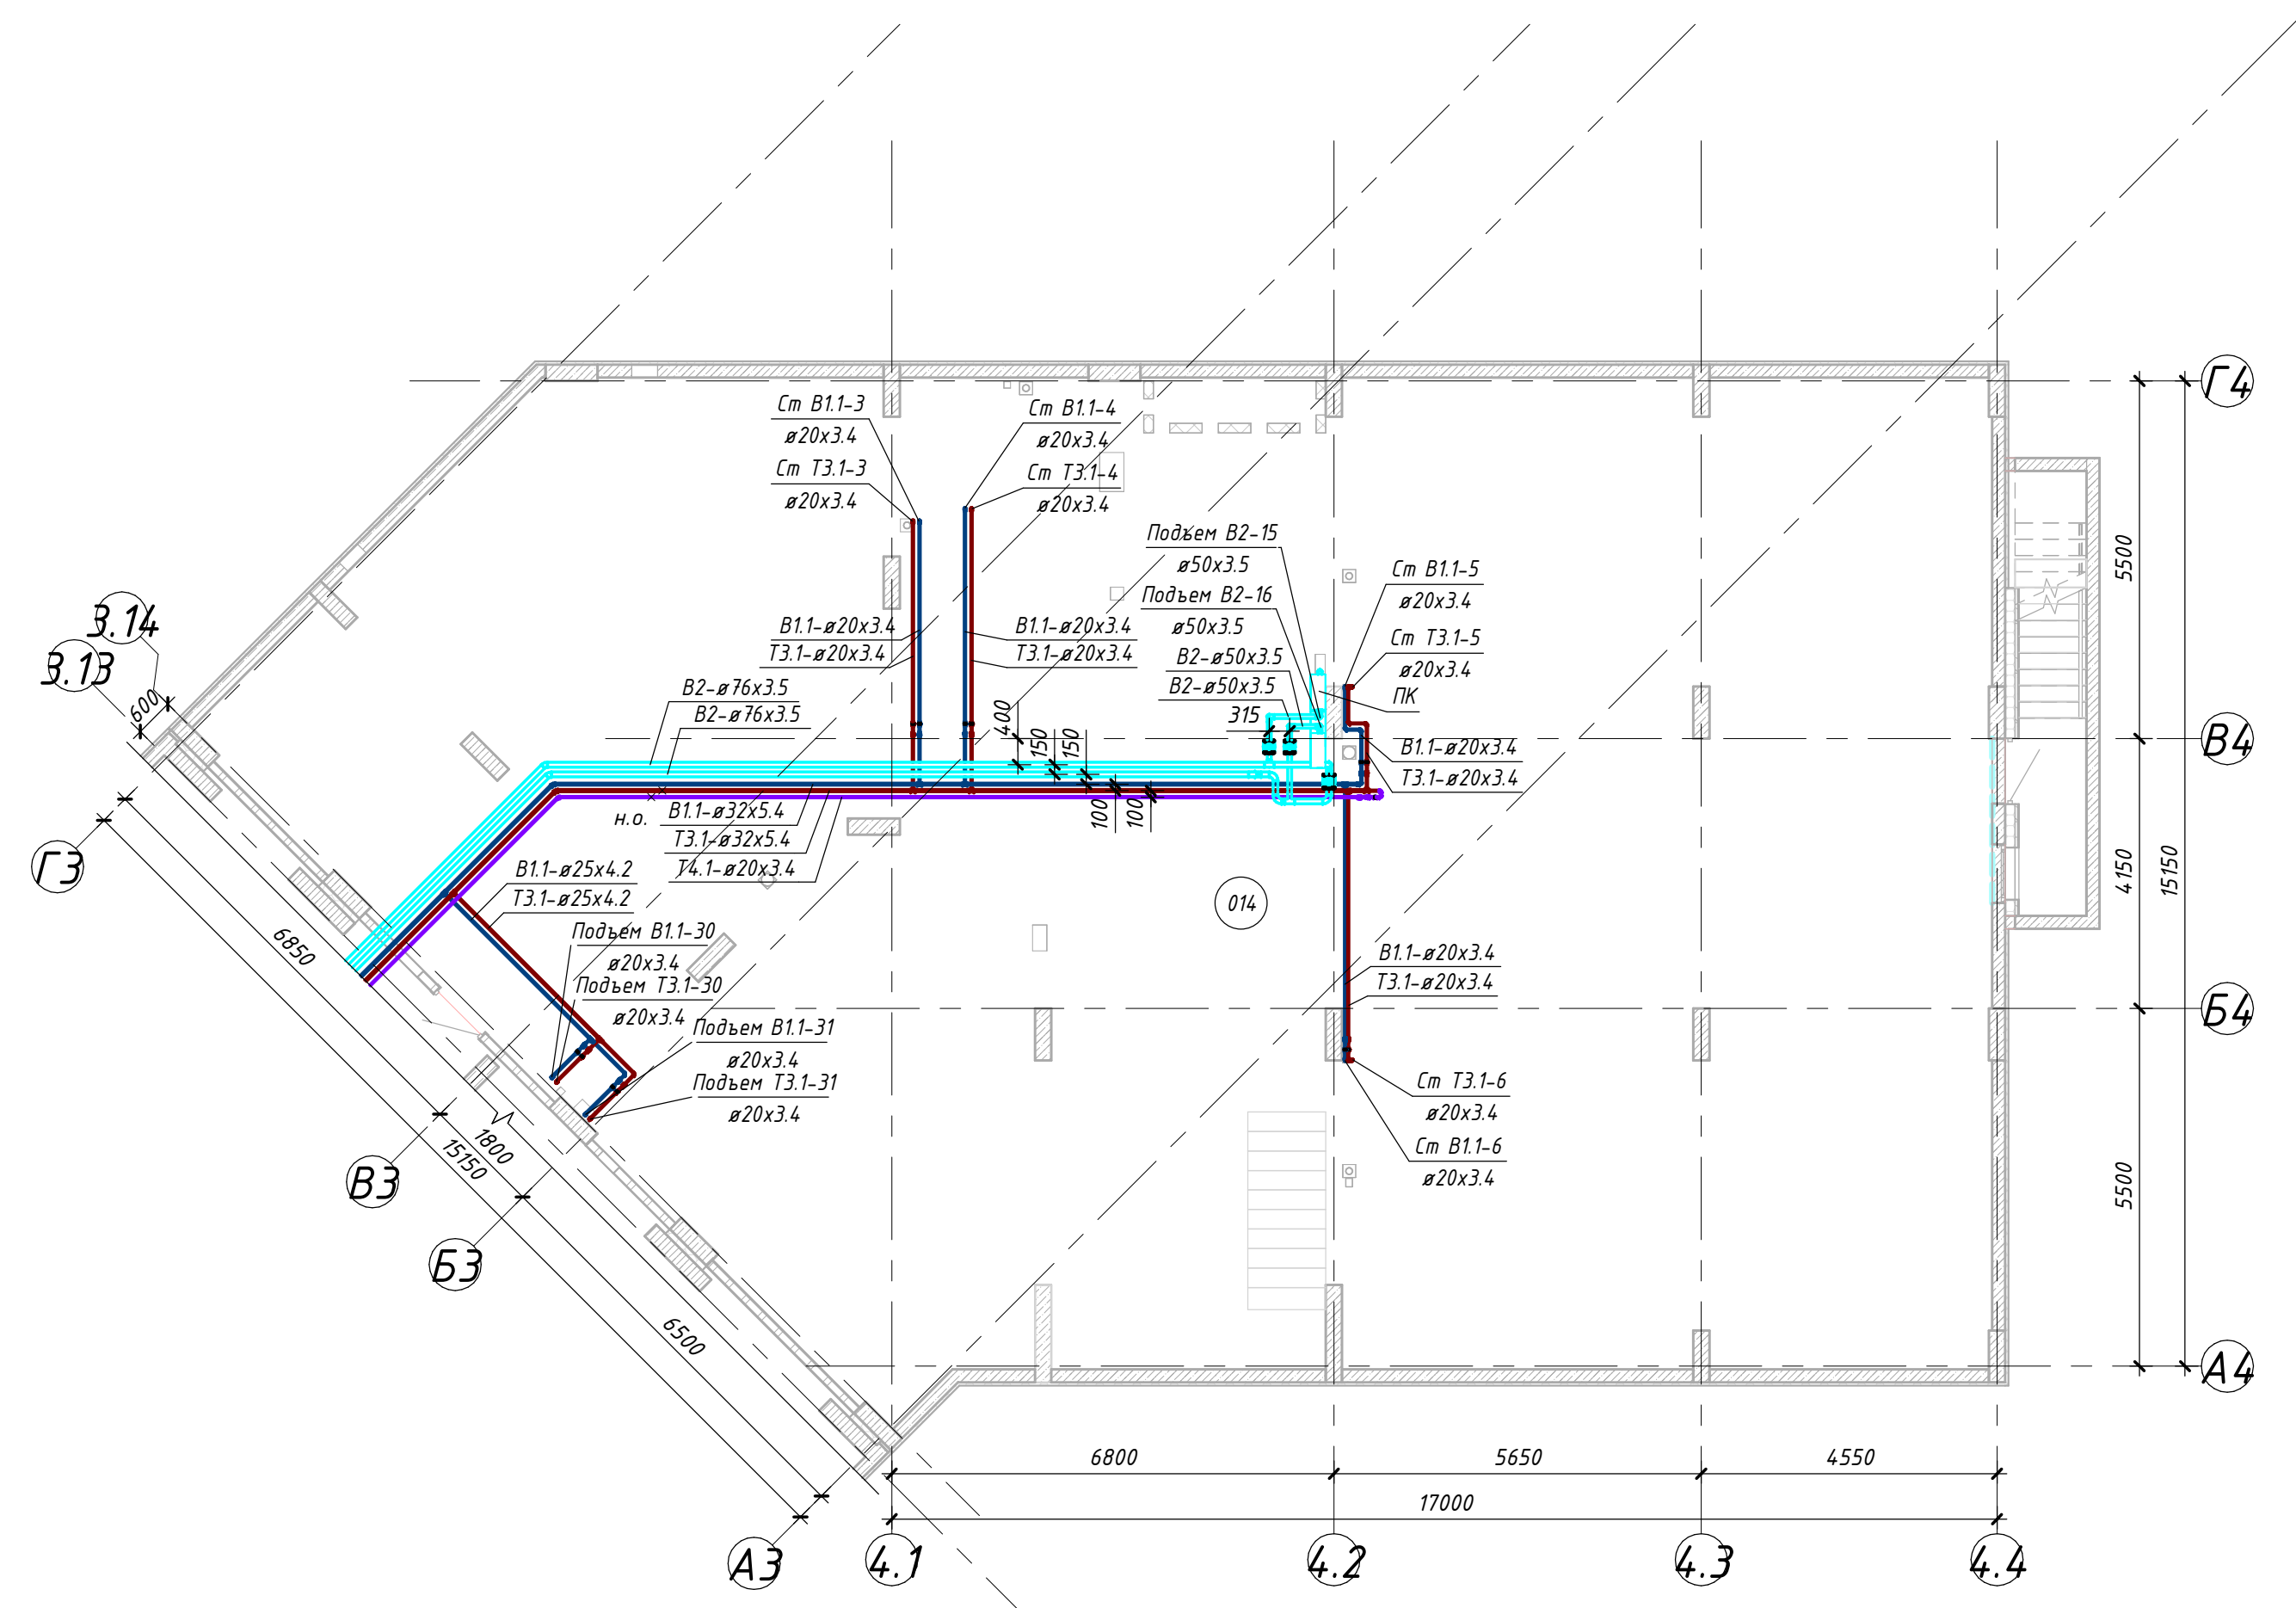 Ст В1.1-3
ø20х3.4
Ст Т3.1-3
ø20х3.4
Ст В1.1-4
ø20х3.4
Ст Т3.1-4
ø20х3.4
Г4
Подъем В2-15
ø50х3.5
Подъем В2-16
ø50х3.5
В2-ø50х3.5
В2-ø50х3.5
315
Ст В1.1-5
ø20х3.4
Ст Т3.1-5
ø20х3.4
ПК
5500
3.14
3.13
600
В1.1-ø20х3.4
Т3.1-ø20х3.4
В1.1-ø20х3.4
Т3.1-ø20х3.4
В2-ø76х3.5
В2-ø76х3.5
400
150
150
В1.1-ø20х3.4
Т3.1-ø20х3.4
В4
н.о.
В1.1-ø32х5.4
Т3.1-ø32х5.4
Т4.1-ø20х3.4
100
100
Г3
В1.1-ø25х4.2
Т3.1-ø25х4.2
014
4150
15150
Подъем В1.1-30
ø20х3.4
Подъем Т3.1-30
ø20х3.4
Подъем В1.1-31
ø20х3.4
Подъем Т3.1-31
ø20х3.4
6850
В1.1-ø20х3.4
Т3.1-ø20х3.4
Б4
Ст Т3.1-6
ø20х3.4
Ст В1.1-6
ø20х3.4
1800
15150
В3
Б3
5500
6500
А4
6800
5650
4550
17000
А3
4.1
4.2
4.3
4.4